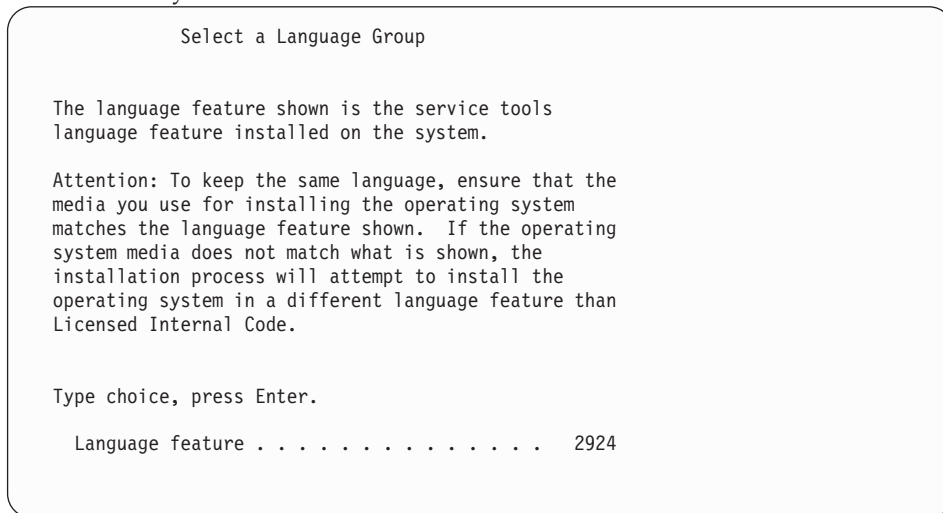 Select a Language Group
The language feature shown is the service tools
language feature installed on the system.
Attention: To keep the same language, ensure that the
media you use for installing the operating system
matches the language feature shown. If the operating
system media does not match what is shown, the
installation process will attempt to install the
operating system in a different language feature than
Licensed Internal Code.
Type choice, press Enter.
Language feature . . . . . . . . . . . . . . 2924